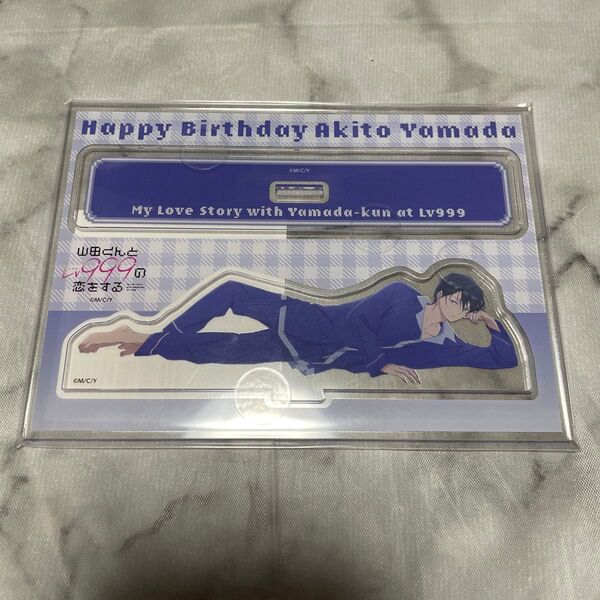 Happy Birthday Akito Yamada
©M/C/Y
My Love Story with Yamada-kun at Lv999
山田くんと
Lv999の
恋をする
©M/C/Y
©M/C/Y